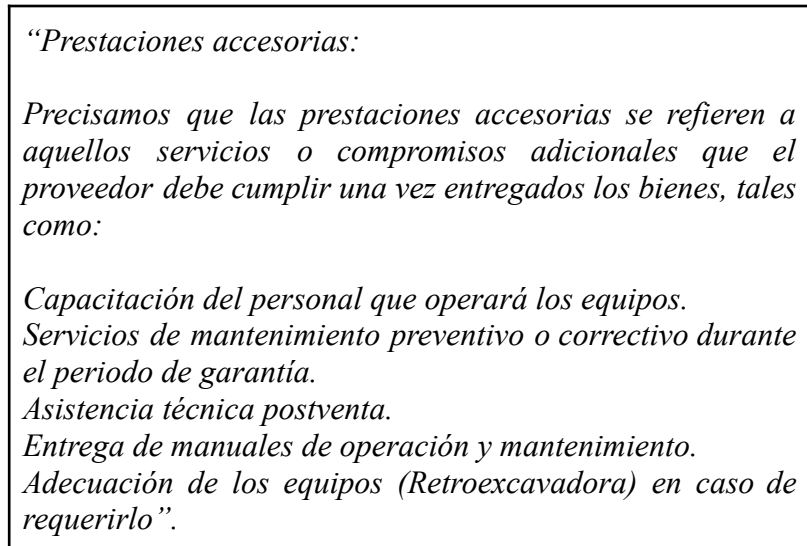 “Prestaciones accesorias:
Precisamos que las prestaciones accesorias se refieren a
aquellos servicios o compromisos adicionales que el
proveedor debe cumplir una vez entregados los bienes, tales
como:
Capacitación del personal que operará los equipos.
Servicios de mantenimiento preventivo o correctivo durante
el periodo de garantía.
Asistencia técnica postventa.
Entrega de manuales de operación y mantenimiento.
Adecuación de los equipos (Retroexcavadora) en caso de
requerirlo”.